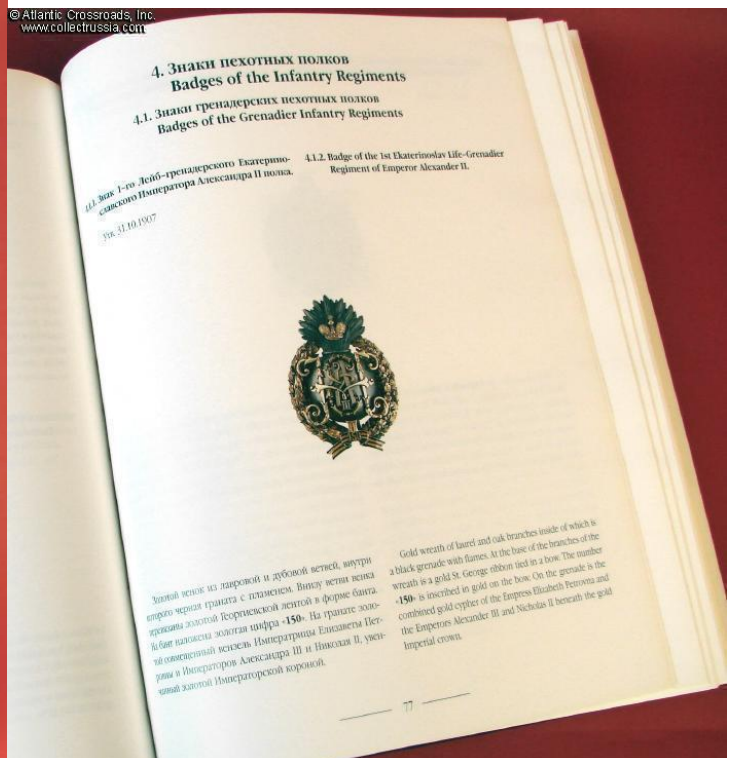 © Atlantic Crossroads, Inc.
www.collectrussia.com
4. Знаки пехотных полков
Badges of the Infantry Regiments
4.1. Знаки гренадерских пехотных полков
Badges of the Grenadier Infantry Regiments
4.1.1. Знак 1-го Лейб-гренадерского Екатерино-
славского Императора Александра II полка.
Утв. 31.10.1907
4.1.2. Badge of the 1st Ekaterinoslav Life-Grenadier
Regiment of Emperor Alexander II.
Золотой венок из лавровой и дубовой ветвей, внутри
которого черная граната с пламенем. Внизу ветви венка
перевязаны золотой Георгиевской лентой в форме банта.
На бант наложена золотая цифра «150». На гранате золо-
той совмещенный вензель Императрицы Елизаветы Пет-
ровны и Императоров Александра III и Николая II, увен-
чанный золотой Императорской короной.
Gold wreath of laurel and oak branches inside of which is
a black grenade with flames. At the base of the branches of the
wreath is a gold St. George ribbon tied in a bow. The number
«150» is inscribed in gold on the bow. On the grenade is the
combined gold cypher of the Empress Elizabeth Petrovna and
the Emperors Alexander III and Nicholas II beneath the gold
Imperial crown.
77